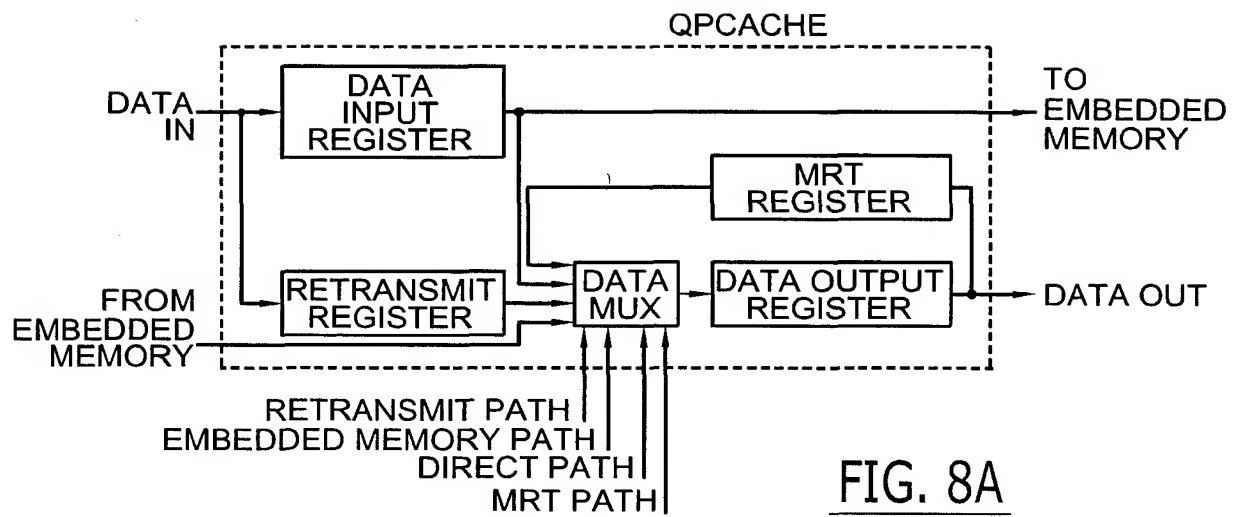 QPCACHE
DATA
IN
DATA
INPUT
REGISTER
TO
EMBEDDED
MEMORY
MRT
REGISTER
FROM
EMBEDDED
MEMORY
RETRANSMIT
REGISTER
DATA
MUX
DATA OUTPUT
REGISTER
DATA OUT
RETRANSMIT PATH
EMBEDDED MEMORY PATH
DIRECT PATH
MRT PATH
FIG. 8A